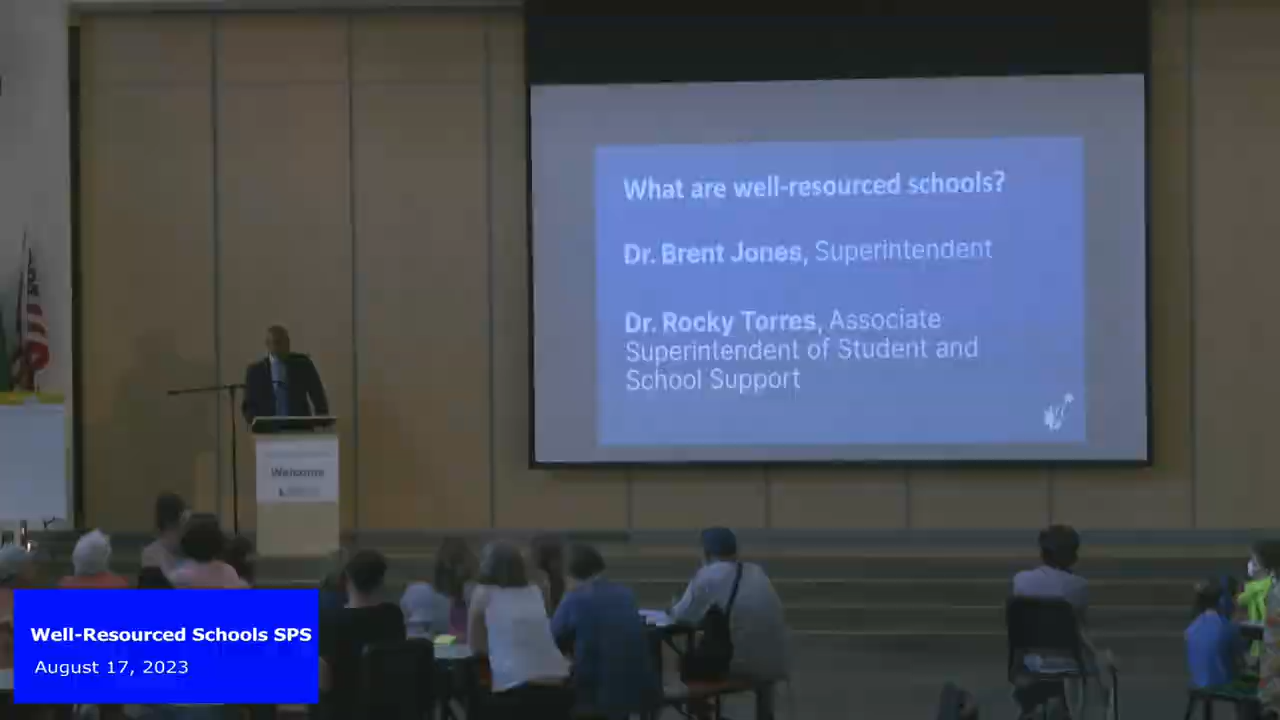 What are well-resourced schools?
Dr. Brent Jones, Superintendent
Dr. Rocky Torres, Associate
Superintendent of Student and
School Support
Welcome
Well-Resourced Schools SPS
August 17, 2023